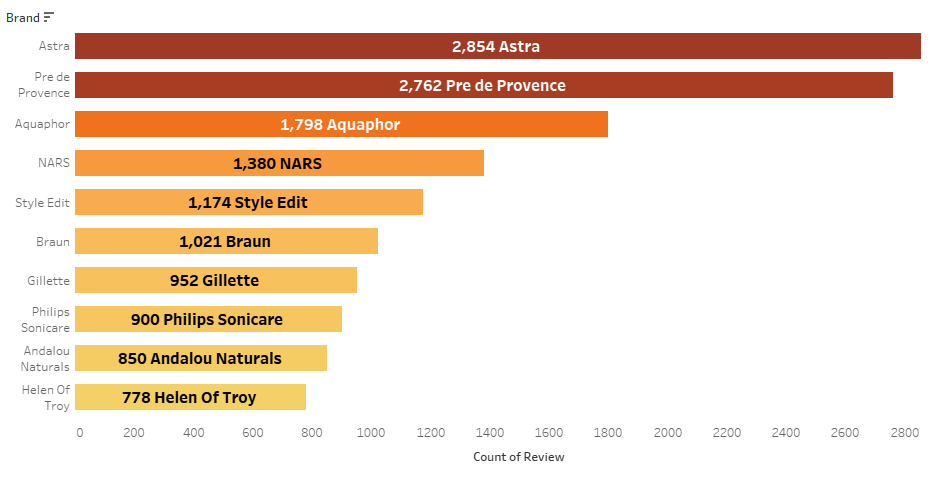 Brand
Astra
2,854 Astra
Pre de
Provence
2,762 Pre de Provence
Aquaphor
1,798 Aquaphor
NARS
1,380 NARS
Style Edit
1,174 Style Edit
Braun
1,021 Braun
Gillette
952 Gillette
Philips
Sonicare
900 Philips Sonicare
Andalou
Naturals
850 Andalou Naturals
Helen Of
Troy
778 Helen Of Troy
0 200 400 600 800 1000 1200 1400 1600 1800 2000 2200 2400 2600 2800
Count of Review